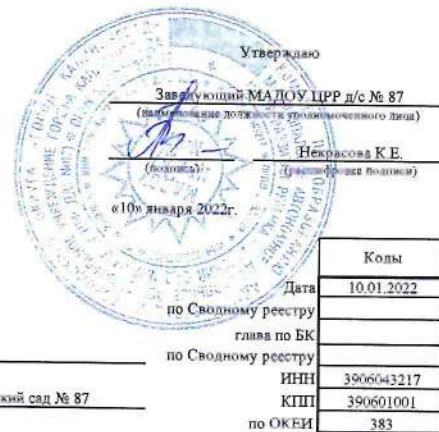 Утверждаю
Заведующий МАДОУ ЦРР д/с № 87
(наименование должности уполномоченного лица)
Некрасова К.Е.
(подпись) (расшифровка подписи)
«10» января 2022г.
Коды
Дата 10.01.2022
по Сводному реестру
глава по БК
по Сводному реестру
ИНН 3906043217
кий сад № 87 КПП 390601001
по ОКЕИ 383